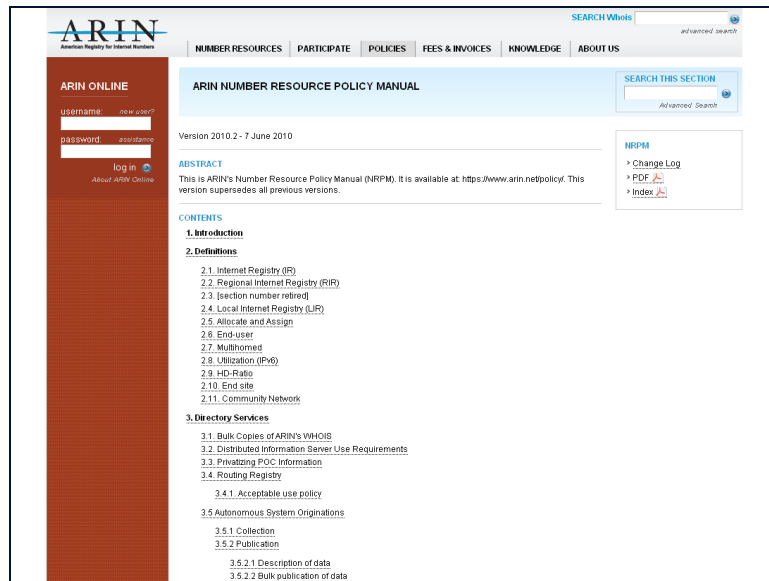 SEARCH Whois
advanced search
ARIN
American Registry for Internet Numbers
NUMBER RESOURCES
PARTICIPATE
POLICIES
FEES & INVOICES
KNOWLEDGE
ABOUT US
ARIN ONLINE
username: new user?
password: assistance
log in
About ARIN Online
ARIN NUMBER RESOURCE POLICY MANUAL
SEARCH THIS SECTION
Advanced Search
Version 2010.2 - 7 June 2010
ABSTRACT
This is ARIN's Number Resource Policy Manual (NRPM). It is available at: https://www.arin.net/policy/. This
version supersedes all previous versions.
NRPM
Change Log
PDF
Index
CONTENTS
1. Introduction
2. Definitions
2.1. Internet Registry (IR)
2.2. Regional Internet Registry (RIR)
2.3. [section number retired]
2.4. Local Internet Registry (LIR)
2.5. Allocate and Assign
2.6. End-user
2.7. Multihomed
2.8. Utilization (IPv6)
2.9. HD-Ratio
2.10. End site
2.11. Community Network
3. Directory Services
3.1. Bulk Copies of ARIN's WHOIS
3.2. Distributed Information Server Use Requirements
3.3. Privatizing POC Information
3.4. Routing Registry
3.4.1. Acceptable use policy
3.5 Autonomous System Originations
3.5.1 Collection
3.5.2 Publication
3.5.2.1 Description of data
3.5.2.2 Bulk publication of data